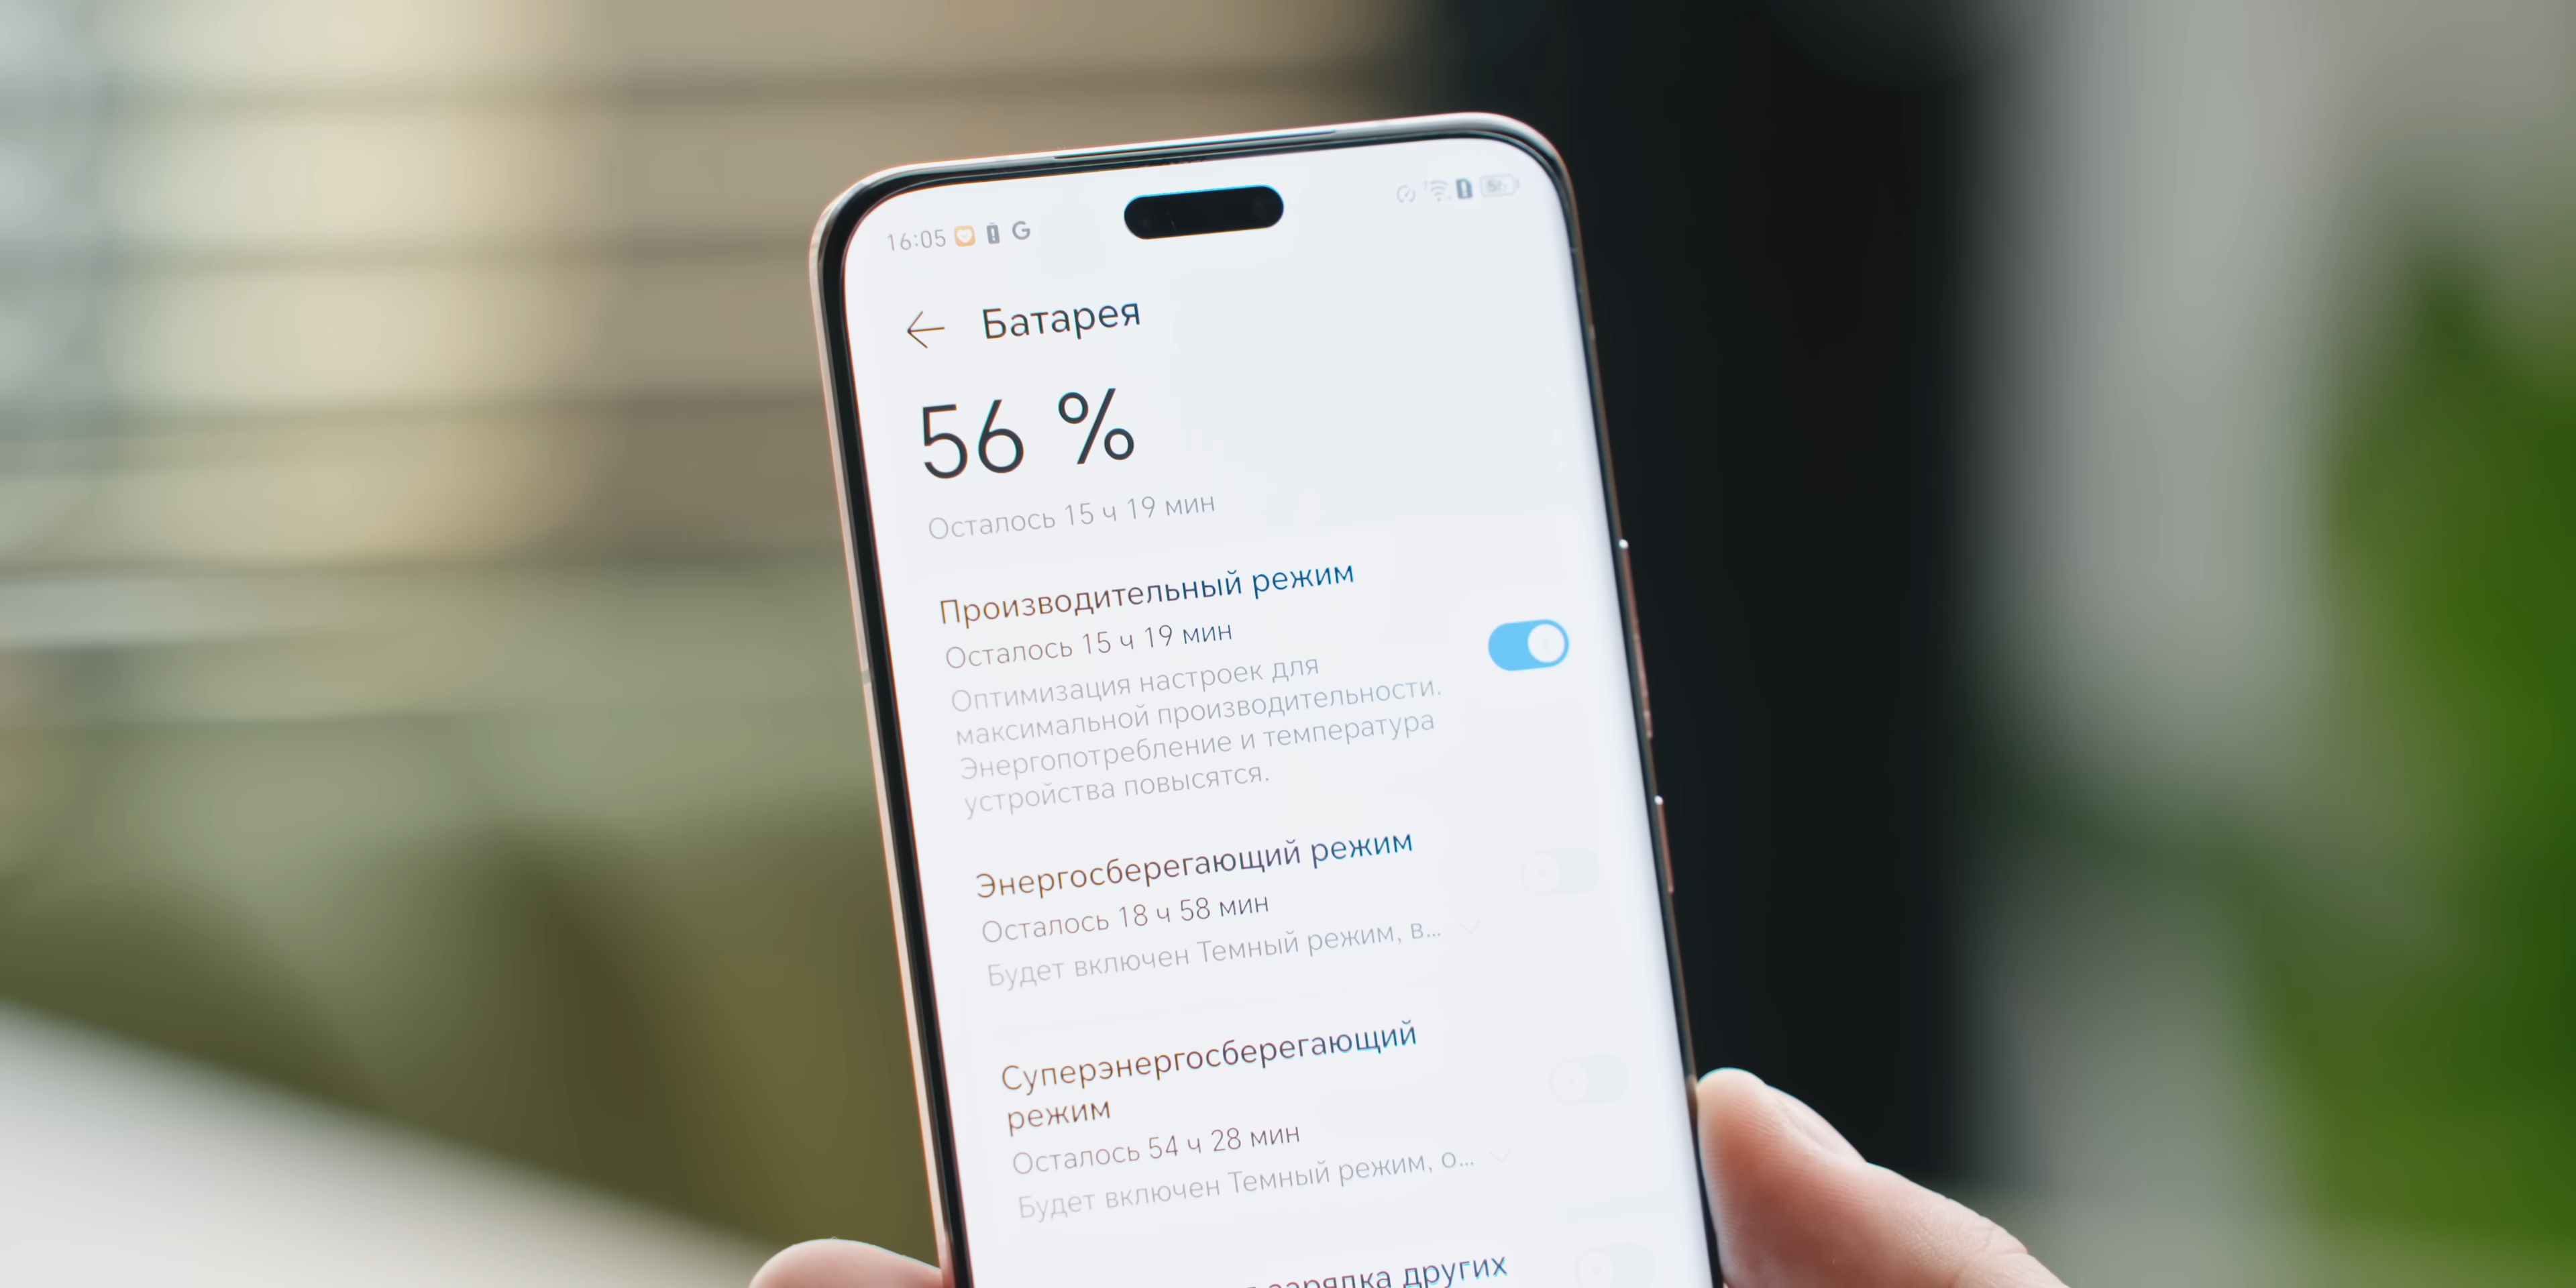 16:05 G 56
Батарея
56 %
Осталось 15 ч 19 мин
Производительный режим
Осталось 15 ч 19 мин
Оптимизация настроек для
максимальной производительности.
Энергопотребление и температура
устройства повысятся.
Энергосберегающий режим
Осталось 18 ч 58 мин
Будет включен Темный режим, в...
Суперэнергосберегающий
режим
Осталось 54 ч 28 мин
Будет включен Темный режим, о...
зарядка других